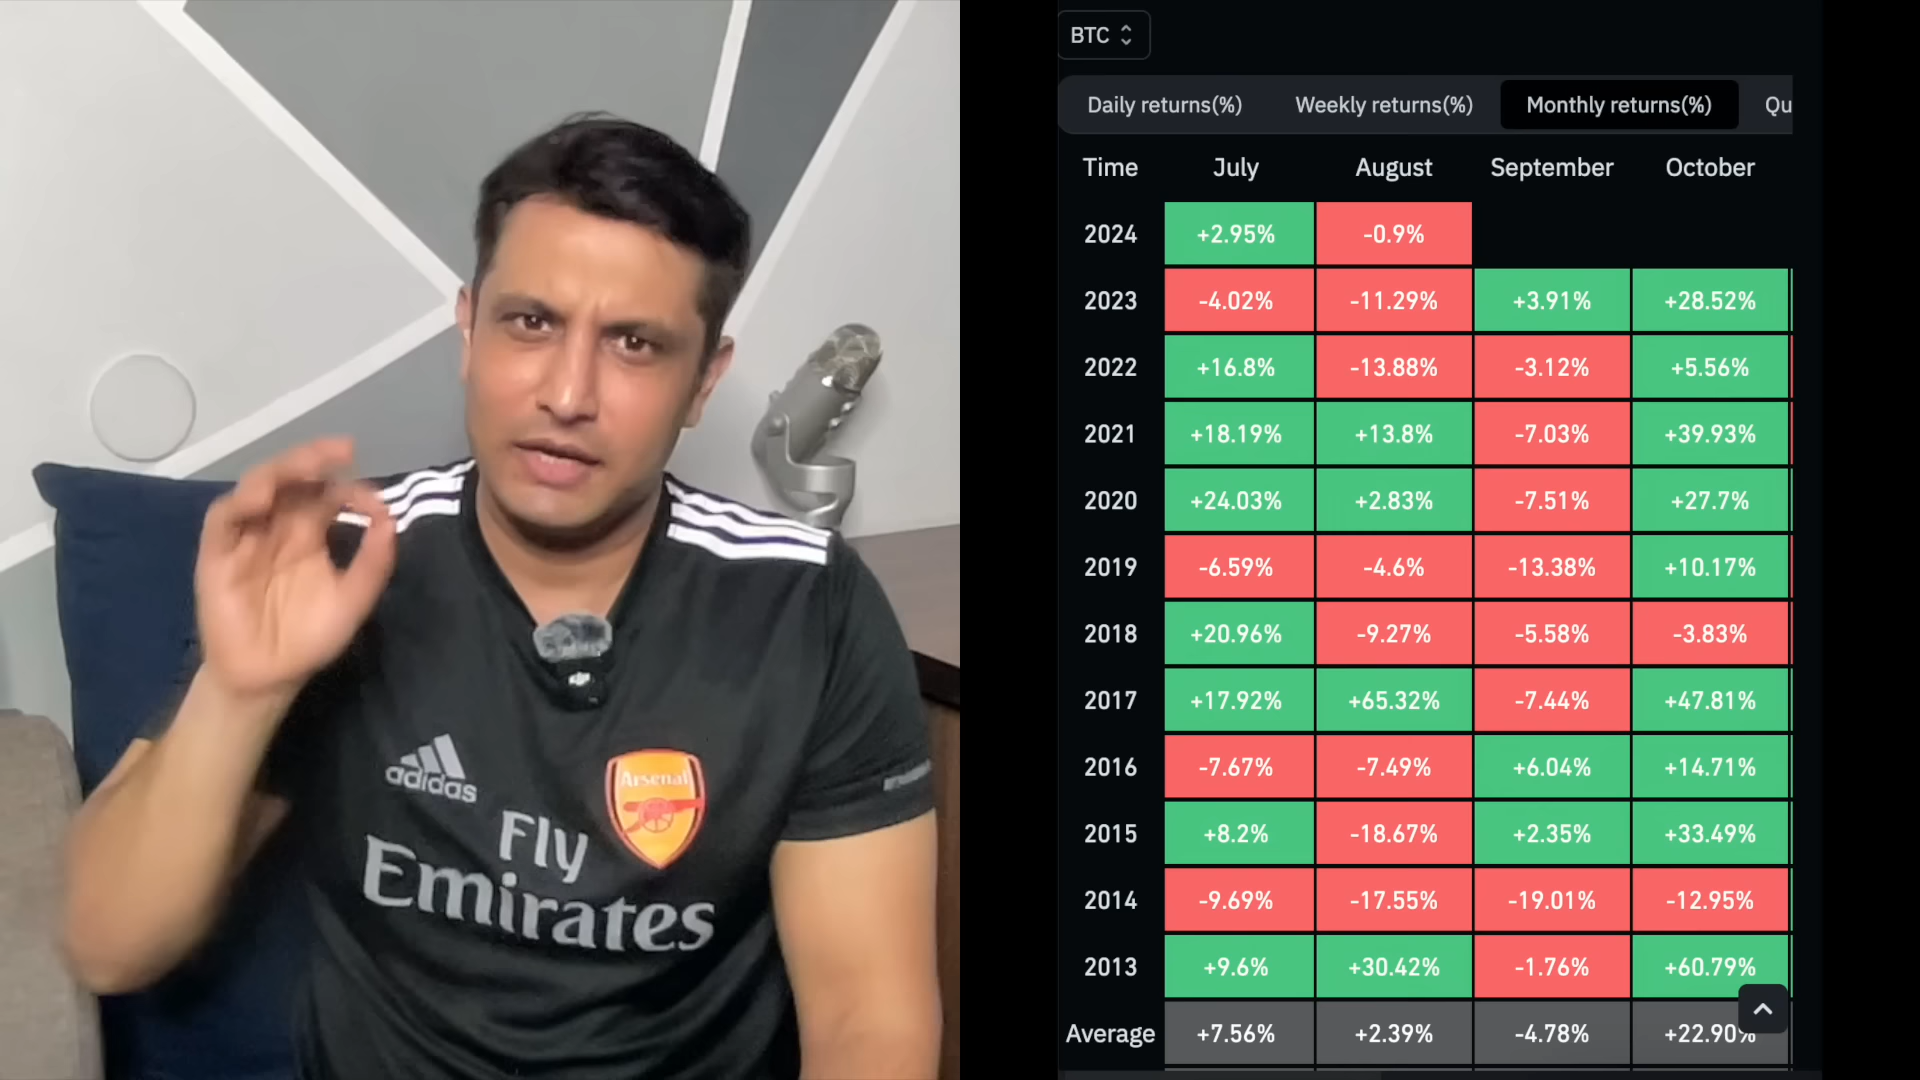 adidas
Arsenal
Fly
Emirates
BTC
Daily returns(%) Weekly returns(%) Monthly returns(%) Qu
Time July August September October
2024 +2.95% -0.9%
2023 -4.02% -11.29% +3.91% +28.52%
2022 +16.8% -13.88% -3.12% +5.56%
2021 +18.19% +13.8% -7.03% +39.93%
2020 +24.03% +2.83% -7.51% +27.7%
2019 -6.59% -4.6% -13.38% +10.17%
2018 +20.96% -9.27% -5.58% -3.83%
2017 +17.92% +65.32% -7.44% +47.81%
2016 -7.67% -7.49% +6.04% +14.71%
2015 +8.2% -18.67% +2.35% +33.49%
2014 -9.69% -17.55% -19.01% -12.95%
2013 +9.6% +30.42% -1.76% +60.79%
Average +7.56% +2.39% -4.78% +22.90%